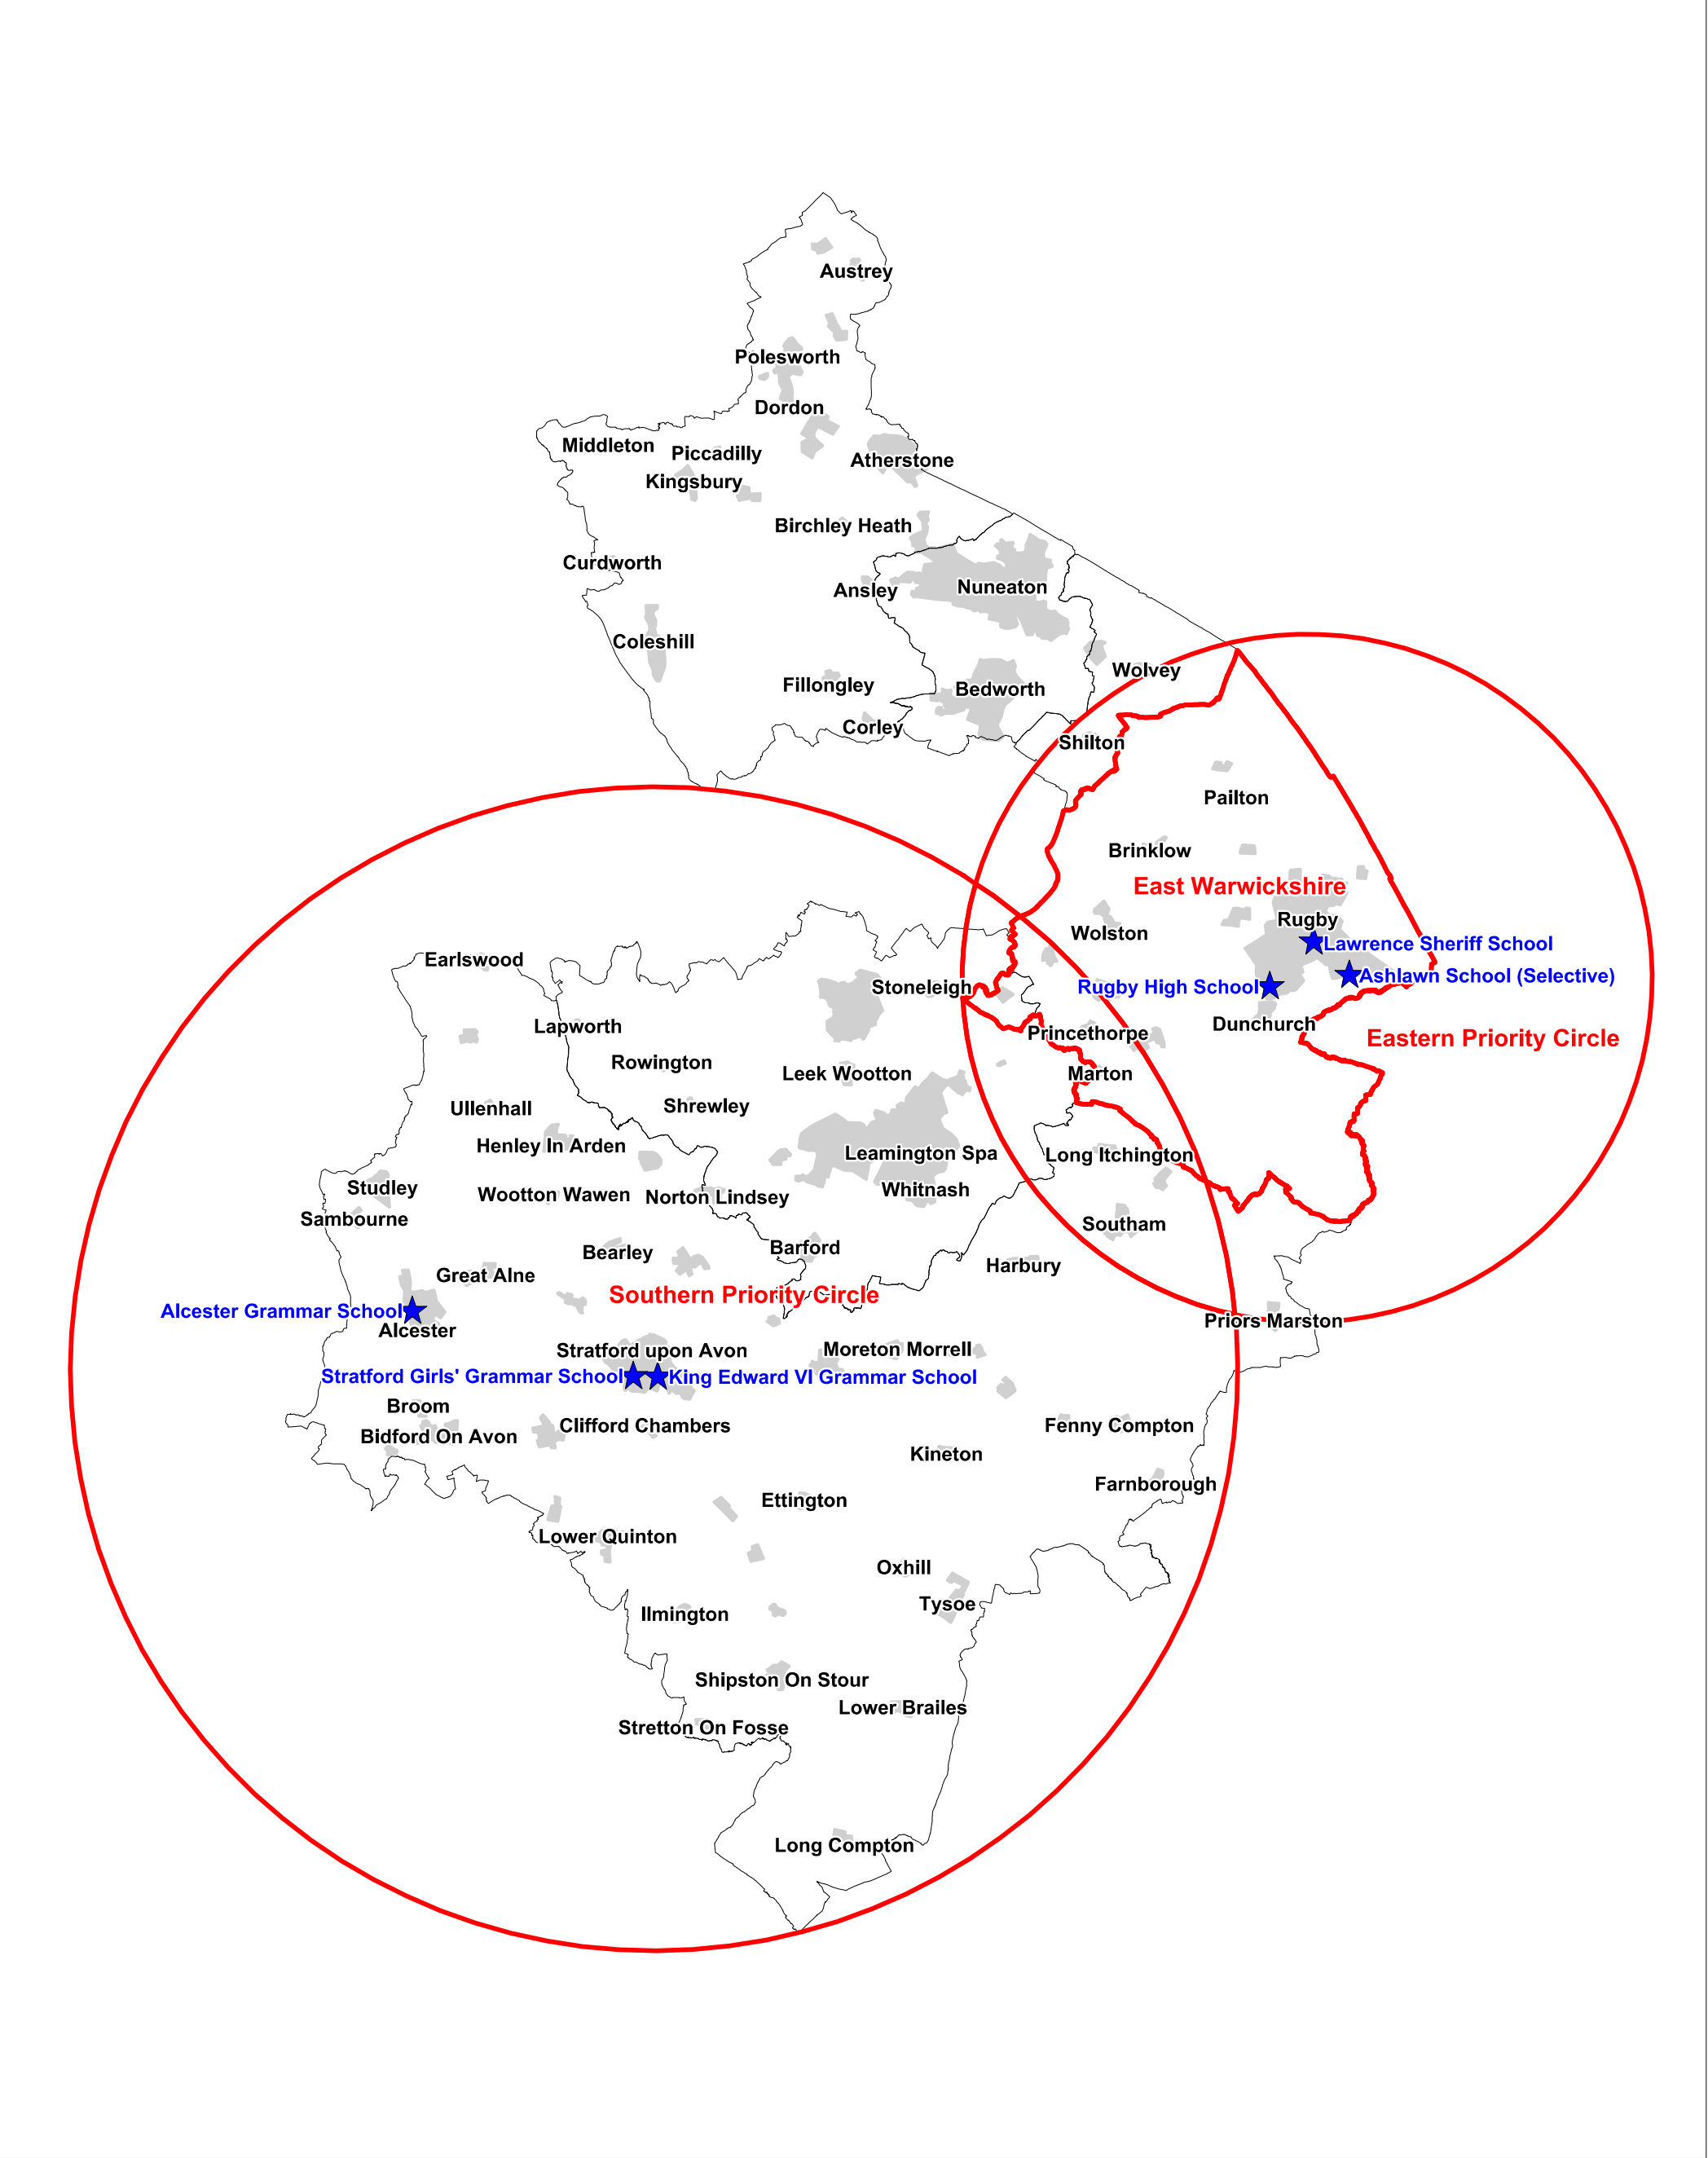 Austrey
Polesworth
Dordon
Middleton
Piccadilly
Atherstone
Kingsbury
Birchley Heath
Curdworth
Ansley
Nuneaton
Coleshill
Wolvey
Fillongley
Bedworth
Corley
Shilton
Pailton
Brinklow
East Warwickshire
Rugby
Wolston
Lawrence Sheriff School
Earlswood
Ashlawn School (Selective)
Stoneleigh
Rugby High School
Lapworth
Dunchurch
Princethorpe
Eastern Priority Circle
Rowington
Leek Wootton
Marton
Shrewley
Ullenhall
Henley In Arden
Leamington Spa
Long Itchington
Studley
Whitnash
Wootton Wawen
Norton Lindsey
Sambourne
Southam
Barford
Bearley
Harbury
Great Alne
Southern Priority Circle
Alcester Grammar School
Priors Marston
Alcester
Stratford upon Avon
Moreton Morrell
Stratford Girls' Grammar School
King Edward VI Grammar School
Broom
Clifford Chambers
Fenny Compton
Bidford On Avon
Kineton
Farnborough
Ettington
Lower Quinton
Oxhill
Tysoe
Ilmington
Shipston On Stour
Lower Brailes
Stretton On Fosse
Long Compton